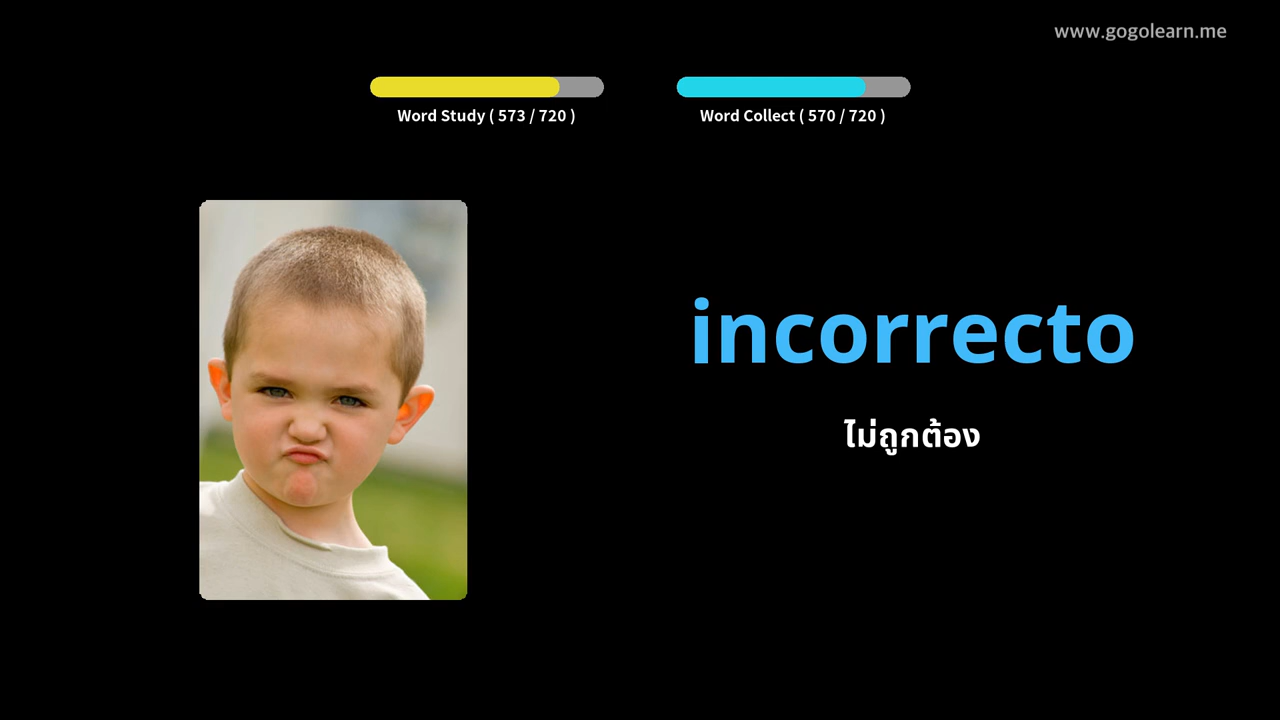 www.gogolearn.me
Word Study ( 573 / 720 )
Word Collect ( 570 / 720 )
incorrecto
ไม่ถูกต้อง